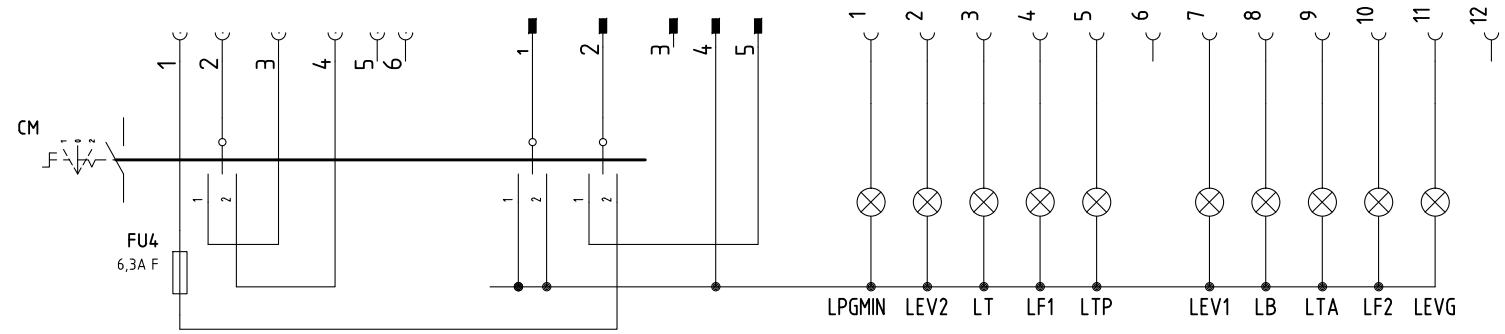 1 2 3 4 5 6
1 2 3 4 5
1 2 3 4 5 6 7 8 9 10 11 12
CM
1 0 2
1 2
1 2
1 2
FU4
6,3A F
LPGMIN LEV2 LT LF1 LTP LEV1 LB LTA LF2 LEVG